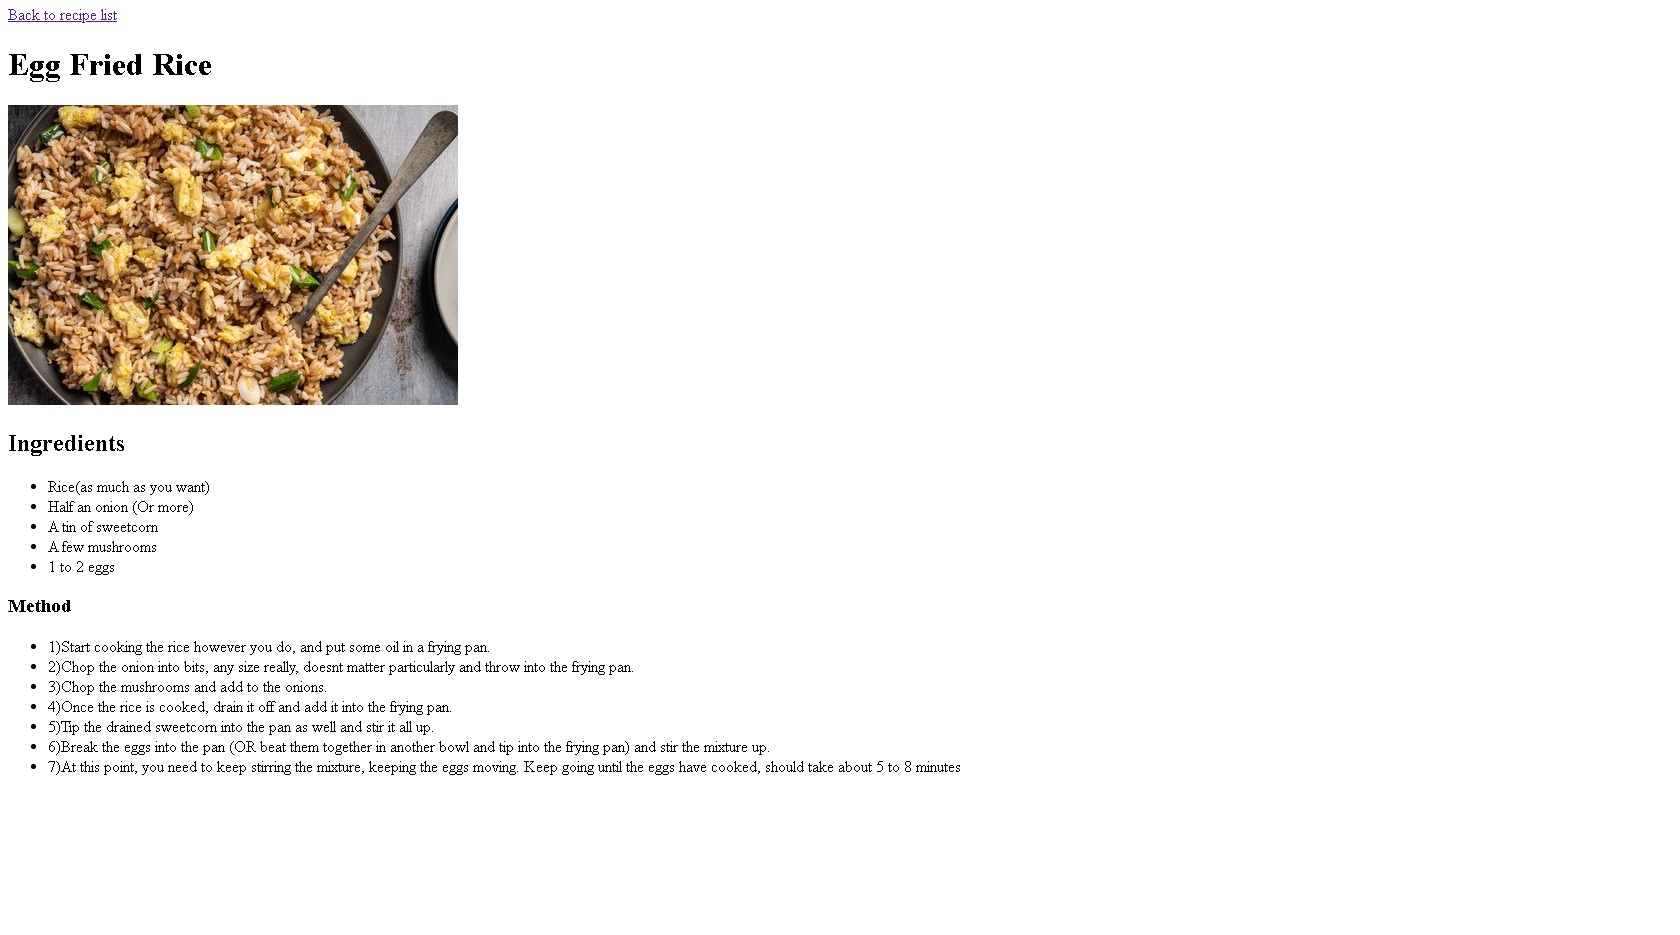 Back to recipe list
Egg Fried Rice
Ingredients
Rice(as much as you want)
Half an onion (Or more)
A tin of sweetcorn
A few mushrooms
1 to 2 eggs
Method
1)Start cooking the rice however you do, and put some oil in a frying pan.
2)Chop the onion into bits, any size really, doesnt matter particularly and throw into the frying pan.
3)Chop the mushrooms and add to the onions.
4)Once the rice is cooked, drain it off and add it into the frying pan.
5)Tip the drained sweetcorn into the pan as well and stir it all up.
6)Break the eggs into the pan (OR beat them together in another bowl and tip into the frying pan) and stir the mixture up.
7)At this point, you need to keep stirring the mixture, keeping the eggs moving. Keep going until the eggs have cooked, should take about 5 to 8 minutes